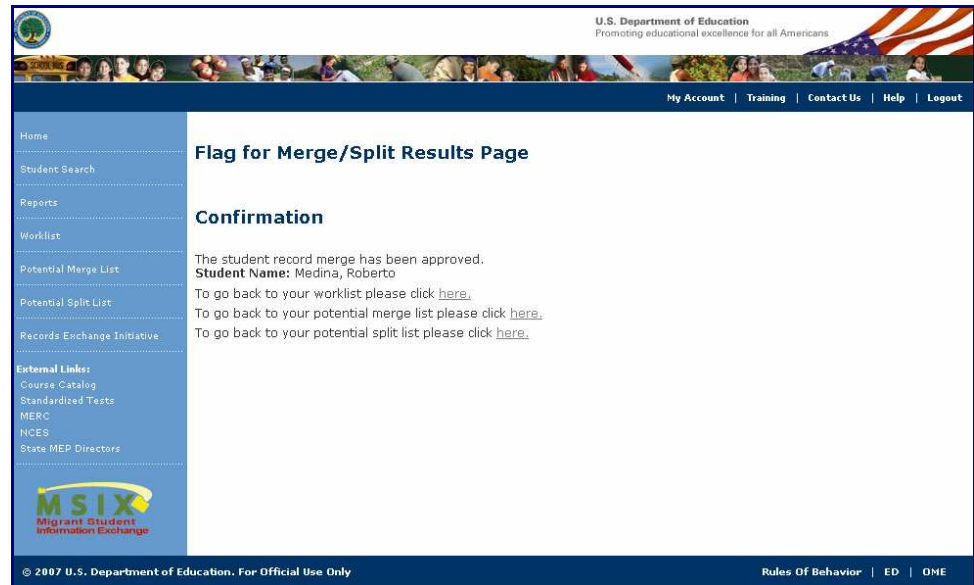 U.S. Department of Education
Promoting educational excellence for all Americans
SCHOOL BUS
My Account | Training | Contact Us | Help | Logout
Home
Student Search
Reports
Worklist
Potential Merge List
Potential Split List
Records Exchange Initiative
External Links:
Course Catalog
Standardized Tests
MERC
NCES
State MEP Directors
MSIX
Migrant Student
Information Exchange
Flag for Merge/Split Results Page
Confirmation
The student record merge has been approved.
Student Name: Medina, Roberto
To go back to your worklist please click here.
To go back to your potential merge list please click here.
To go back to your potential split list please click here.
© 2007 U.S. Department of Education. For Official Use Only
Rules Of Behavior | ED | OME